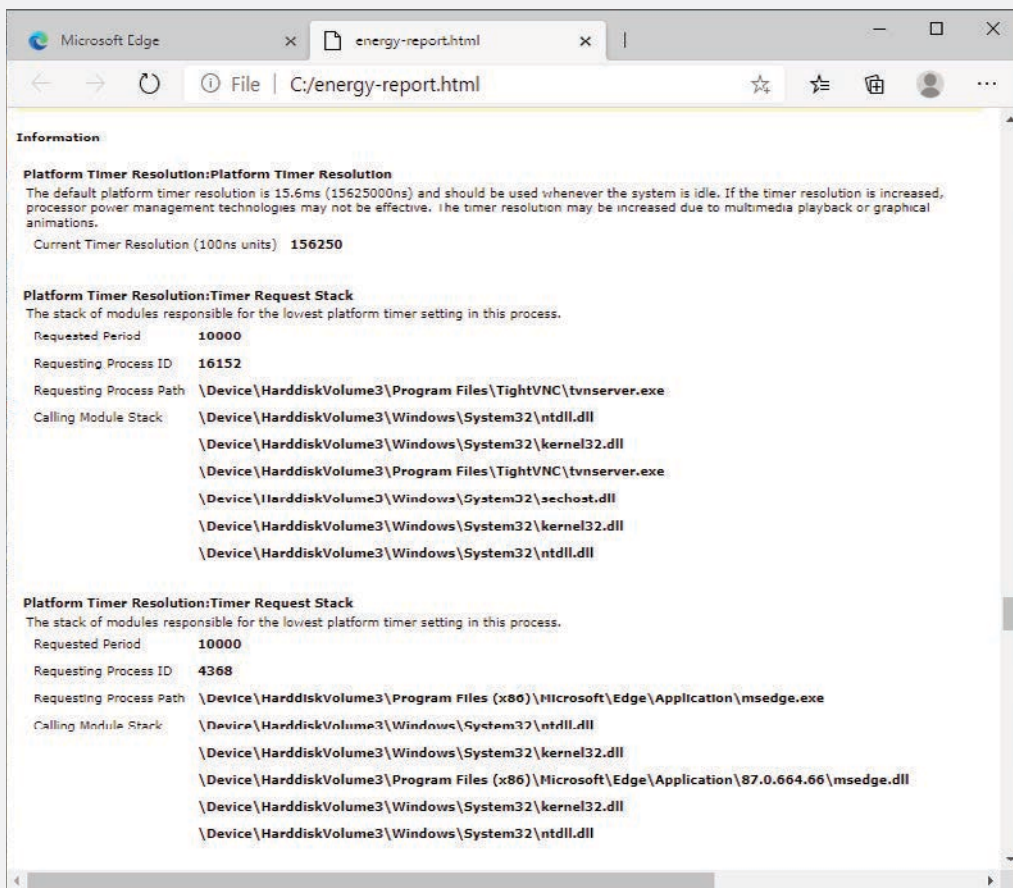 Microsoft Edge
energy-report.html
File | C:/energy-report.html
Information
Platform Timer Resolution:Platform Timer Resolution
The default platform timer resolution is 15.6ms (15625000ns) and should be used whenever the system is idle. If the timer resolution is increased,
processor power management technologies may not be effective. The timer resolution may be increased due to multimedia playback or graphical
animations.
Current Timer Resolution (100ns units) 156250
Platform Timer Resolution:Timer Request Stack
The stack of modules responsible for the lowest platform timer setting in this process.
Requested Period 10000
Requesting Process ID 16152
Requesting Process Path \Device\HarddiskVolume3\Program Files\TightVNC\tvnserver.exe
Calling Module Stack \Device\HarddiskVolume3\Windows\System32\ntdll.dll
\Device\HarddiskVolume3\Windows\System32\kernel32.dll
\Device\HarddiskVolume3\Program Files\TightVNC\tvnserver.exe
\Device\HarddiskVolume3\Windows\System32\sechost.dll
\Device\HarddiskVolume3\Windows\System32\kernel32.dll
\Device\HarddiskVolume3\Windows\System32\ntdll.dll
Platform Timer Resolution:Timer Request Stack
The stack of modules responsible for the lowest platform timer setting in this process.
Requested Period 10000
Requesting Process ID 4368
Requesting Process Path \Device\HarddiskVolume3\Program Files (x86)\Microsoft\Edge\Application\msedge.exe
Calling Module Stack \Device\HarddiskVolume3\Windows\System32\ntdll.dll
\Device\HarddiskVolume3\Windows\System32\kernel32.dll
\Device\HarddiskVolume3\Program Files (x86)\Microsoft\Edge\Application\87.0.664.66\msedge.dll
\Device\HarddiskVolume3\Windows\System32\kernel32.dll
\Device\HarddiskVolume3\Windows\System32\ntdll.dll